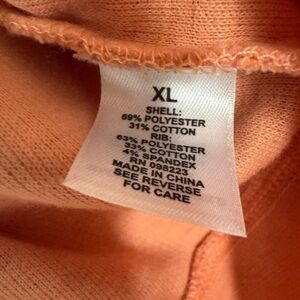 XL
SHELL:
69% POLYESTER
31% COTTON
RIB:
63% POLYESTER
33% COTTON
4% SPANDEX
RN 098223
MADE IN CHINA
SEE REVERSE
FOR CARE